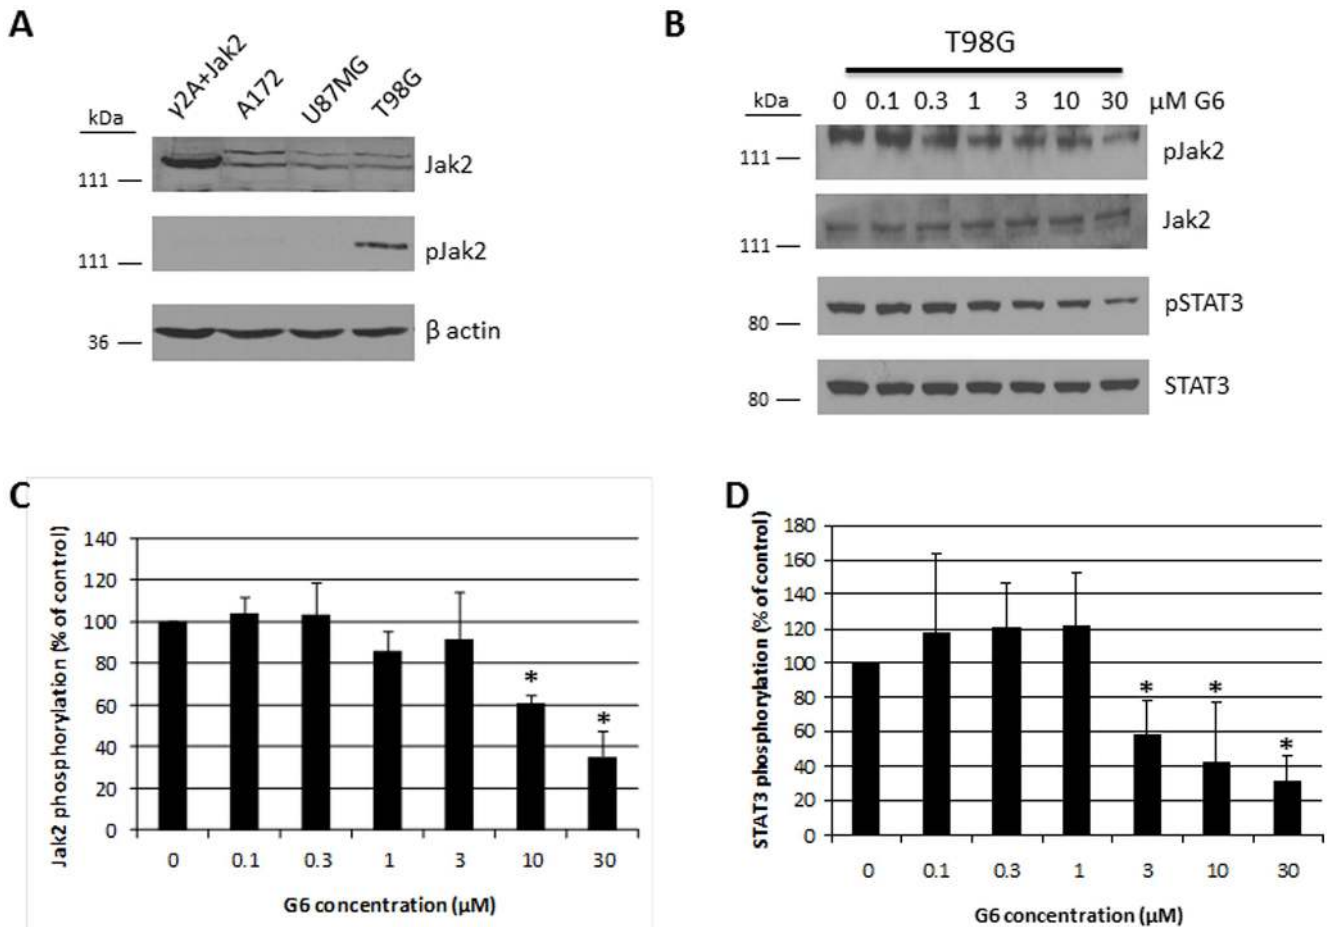 A
γ2A+Jak2
A172
U87MG
T98G
kDa
Jak2
111
pJak2
111
β actin
36
B
T98G
kDa
0 0.1 0.3 1 3 10 30 μM G6
pJak2
111
Jak2
111
pSTAT3
80
STAT3
80
C
Jak2 phosphorylation (% of control)
140
120
100
80
60
40
20
0
*
*
0 0.1 0.3 1 3 10 30
G6 concentration (μM)
D
STAT3 phosphorylation (% of control)
180
160
140
120
100
80
60
40
20
0
*
*
*
0 0.1 0.3 1 3 10 30
G6 concentration (μM)